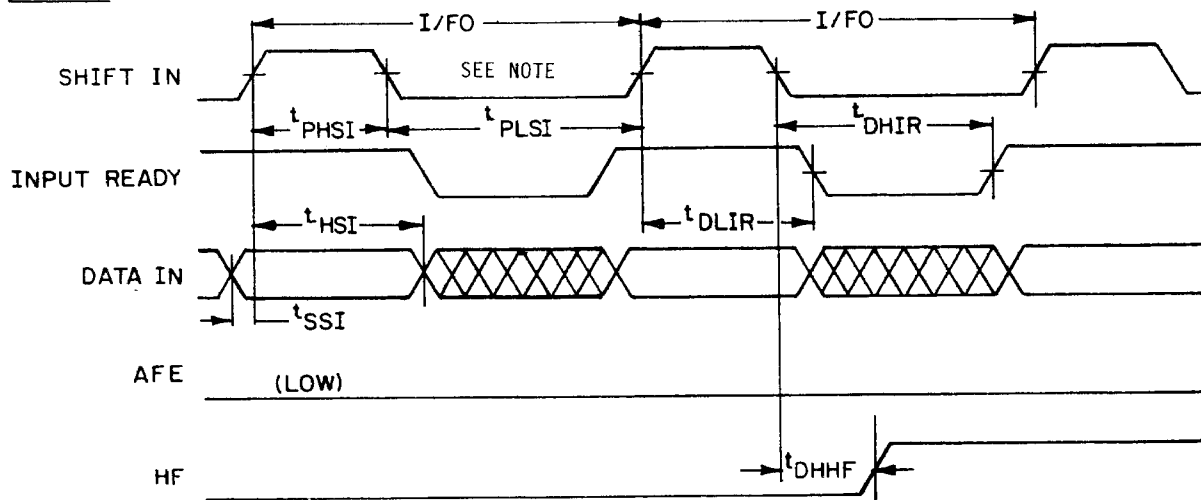 I/FO I/FO
SHIFT IN
SEE NOTE
tPHSI tPLSI tDHIR
INPUT READY
tHSI tDLIR
DATA IN
tSSI
AFE (LOW)
HF tDHHF